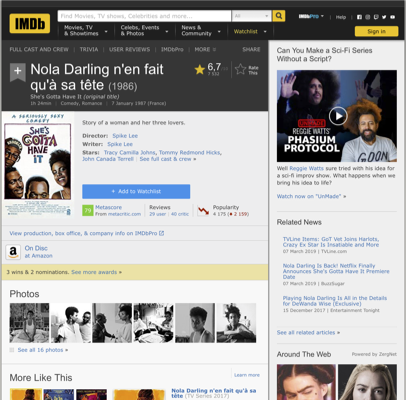 IMDb
Find Movies, TV shows, Celebrities and more...
All
IMDbPro
Help
Movies, TV
& Showtimes
Celebs, Events
& Photos
News &
Community
Watchlist
Sign in
FULL CAST AND CREW | TRIVIA | USER REVIEWS | IMDbPro | MORE
SHARE
Nola Darling n'en fait
qu'à sa tête (1986)
She's Gotta Have It (original title)
1h 24min | Comedy, Romance | 7 January 1987 (France)
6,7
Rate
This
A SERIOUSLY SEXY
COMEDY
SHE'S
GOTTA
HAVE
IT
Story of a woman and her three lovers.
Director: Spike Lee
Writer: Spike Lee
Stars: Tracy Camilla Johns, Tommy Redmond Hicks,
John Canada Terrell | See full cast & crew »
+ Add to Watchlist
Metascore
From metacritic.com
Reviews
29 user | 40 critic
Popularity
4 175 (♦ 2 159)
View production, box office, & company info on IMDbPro
On Disc
at Amazon
3 wins & 2 nominations. See more awards »
Photos
See all 16 photos »
More Like This
Learn more
Nola Darling n'en fait qu'à sa
tête (TV Series 2017)
Can You Make a Sci-Fi Series
Without a Script?
REGGIE WATTS'
PHASIUM
PROTOKOL
Well Reggie Watts sure tried with his idea for
a sci-fi improv show. What happens when we
bring his idea to life?
Watch now on "UnMade" »
Related News
TVLine Items: GoT Vet Joins Harlots,
Crazy Ex Star Is Insatiable and More
07 March 2019 | TVLine.com
Nola Darling Is Back! Netflix Finally
Announces She's Gotta Have It Premiere
Date
07 March 2019 | BuzzSugar
Playing Nola Darling Is All in the Details
for DeWanda Wise (Exclusive)
15 December 2017 | Entertainment Tonight
See all related articles »
Around The Web
Powered by ZergNet